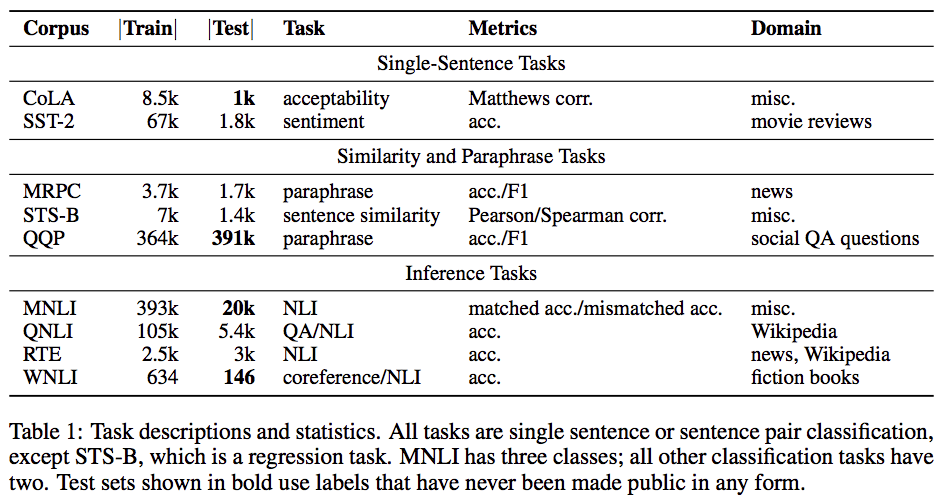 Corpus |Train| |Test| Task Metrics Domain
Single-Sentence Tasks
CoLA 8.5k 1k acceptability Matthews corr. misc.
SST-2 67k 1.8k sentiment acc. movie reviews
Similarity and Paraphrase Tasks
MRPC 3.7k 1.7k paraphrase acc./F1 news
STS-B 7k 1.4k sentence similarity Pearson/Spearman corr. misc.
QQP 364k 391k paraphrase acc./F1 social QA questions
Inference Tasks
MNLI 393k 20k NLI matched acc./mismatched acc. misc.
QNLI 105k 5.4k QA/NLI acc. Wikipedia
RTE 2.5k 3k NLI acc. news, Wikipedia
WNLI 634 146 coreference/NLI acc. fiction books
Table 1: Task descriptions and statistics. All tasks are single sentence or sentence pair classification,
except STS-B, which is a regression task. MNLI has three classes; all other classification tasks have
two. Test sets shown in bold use labels that have never been made public in any form.